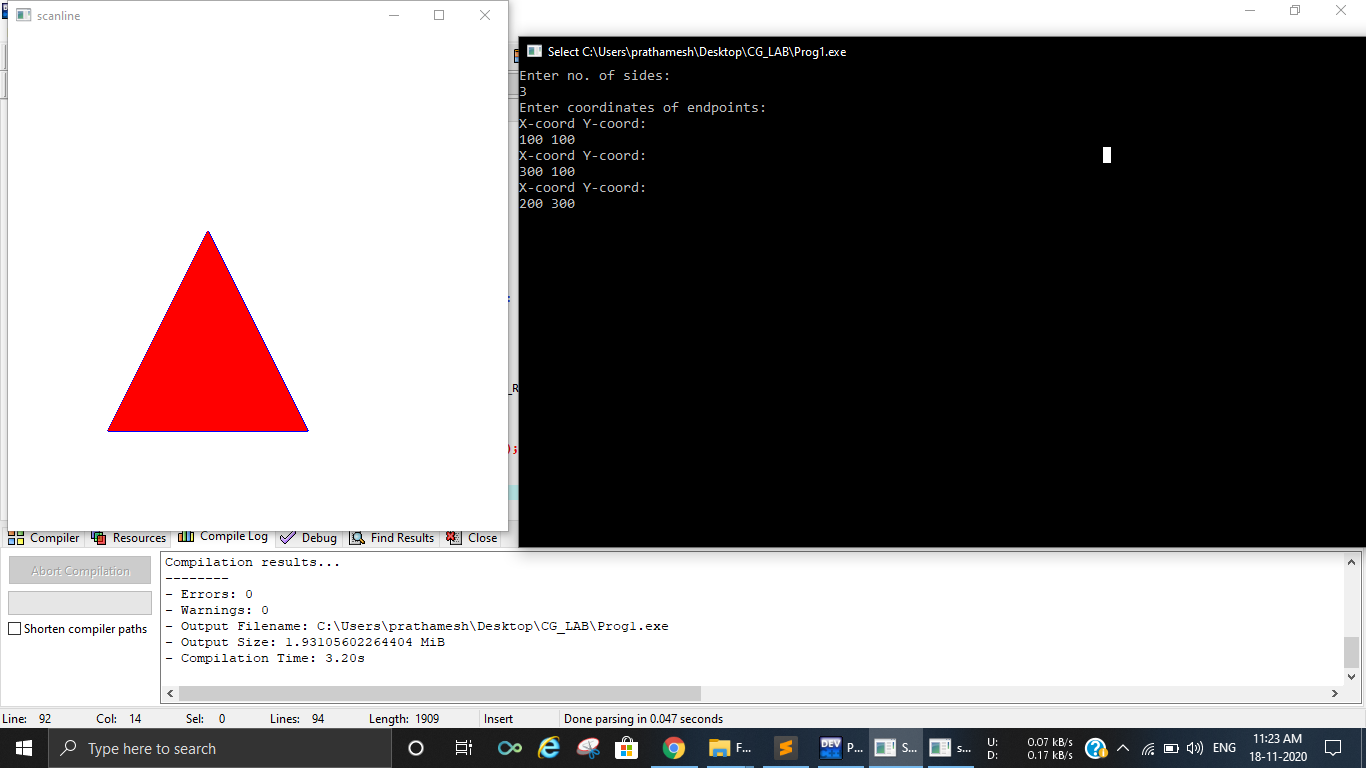 scanline
Select C:\Users\prathamesh\Desktop\CG_LAB\Prog1.exe
Enter no. of sides:
3
Enter coordinates of endpoints:
X-coord Y-coord:
100 100
X-coord Y-coord:
300 100
X-coord Y-coord:
200 300
:
_R
);
Compiler Resources Compile Log Debug Find Results Close
Abort Compilation
Shorten compiler paths
Compilation results...
--------
- Errors: 0
- Warnings: 0
- Output Filename: C:\Users\prathamesh\Desktop\CG_LAB\Prog1.exe
- Output Size: 1.93105602264404 MiB
- Compilation Time: 3.20s
Line: 92 Col: 14 Sel: 0 Lines: 94 Length: 1909 Insert Done parsing in 0.047 seconds
Type here to search
F...
DEV
P...
S...
s...
U: 0.07 kB/s
D: 0.17 kB/s
ENG
11:23 AM
18-11-2020